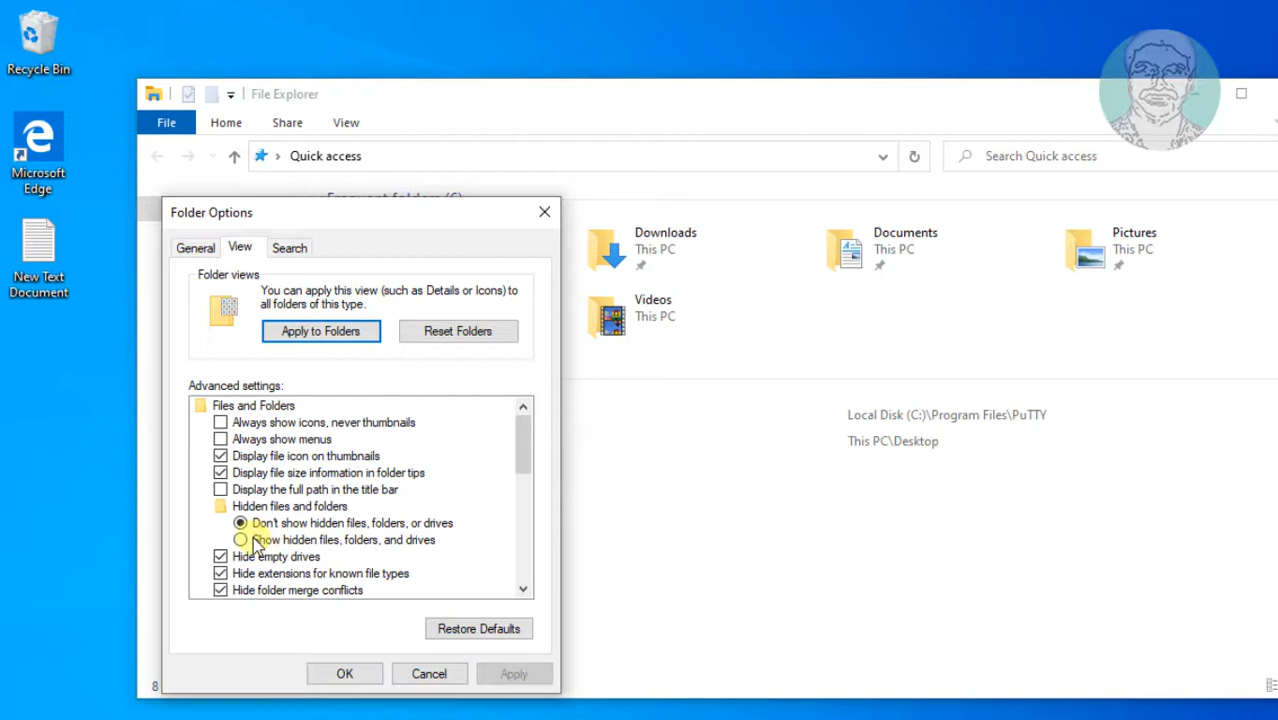 Recycle Bin
Microsoft
Edge
New Text
Document
File Explorer
File
Home
Share
View
Quick access
Search Quick access
Folder Options
General
View
Search
Folder views
You can apply this view (such as Details or Icons) to
all folders of this type.
Apply to Folders
Reset Folders
Advanced settings:
Files and Folders
Always show icons, never thumbnails
Always show menus
Display file icon on thumbnails
Display file size information in folder tips
Display the full path in the title bar
Hidden files and folders
Don't show hidden files, folders, or drives
Show hidden files, folders, and drives
Hide empty drives
Hide extensions for known file types
Hide folder merge conflicts
Restore Defaults
OK
Cancel
Apply
Downloads
This PC
Documents
This PC
Pictures
This PC
Videos
This PC
Local Disk (C:)\Program Files\PuTTY
This PC\Desktop
8